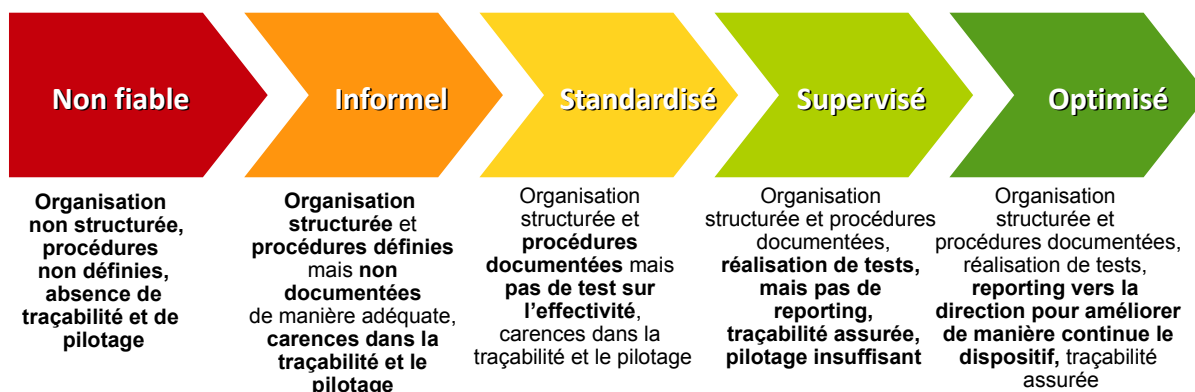 Non fiable
Organisation
non structurée,
procédures
non définies,
absence de
traçabilité et de
pilotage
Informel
Organisation
structurée et
procédures définies
mais non
documentées
de manière adéquate,
carences dans la
traçabilité et le
pilotage
Standardisé
Organisation
structurée et
procédures
documentées mais
pas de test sur
l’effectivité,
carences dans la
traçabilité et le pilotage
Supervisé
Organisation
structurée et procédures
documentées,
réalisation de tests,
mais pas de
reporting,
traçabilité assurée,
pilotage insuffisant
Optimisé
Organisation
structurée et
procédures documentées,
réalisation de tests,
reporting vers la
direction pour améliorer
de manière continue le
dispositif, traçabilité
assurée